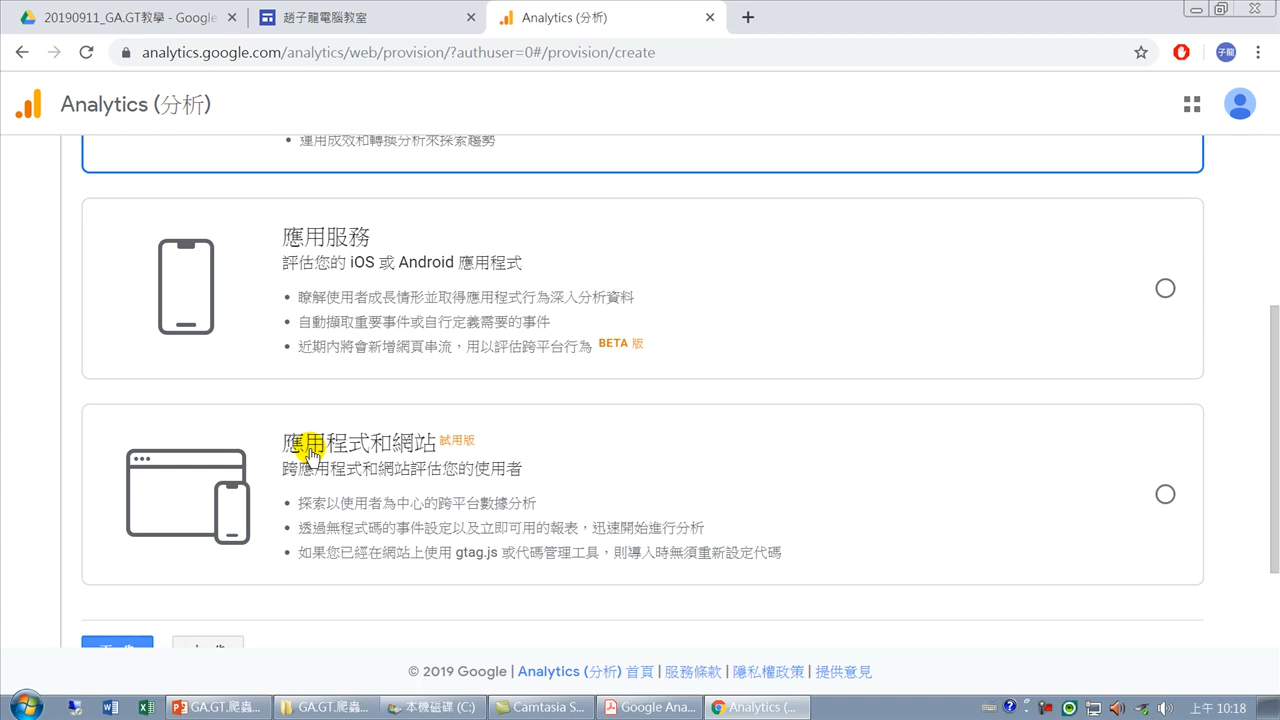 20190911_GA.GT教學 - Google
趙子龍電腦教室
Analytics (分析)
analytics.google.com/analytics/web/provision/?authuser=0#/provision/create
子龍
Analytics (分析)
運用成效和轉換分析來探索趨勢
應用服務
評估您的 iOS 或 Android 應用程式
瞭解使用者成長情形並取得應用程式行為深入分析資料
自動擷取重要事件或自行定義需要的事件
近期內將會新增網頁串流，用以評估跨平台行為 BETA 版
應用程式和網站 試用版
跨應用程式和網站評估您的使用者
探索以使用者為中心的跨平台數據分析
透過無程式碼的事件設定以及立即可用的報表，迅速開始進行分析
如果您已經在網站上使用 gtag.js 或代碼管理工具，則導入時無須重新設定代碼
© 2019 Google | Analytics (分析) 首頁 | 服務條款 | 隱私權政策 | 提供意見
GA.GT.爬蟲... GA.GT.爬蟲... 本機磁碟 (C:) Camtasia S... Google Ana... Analytics (... 上午 10:18